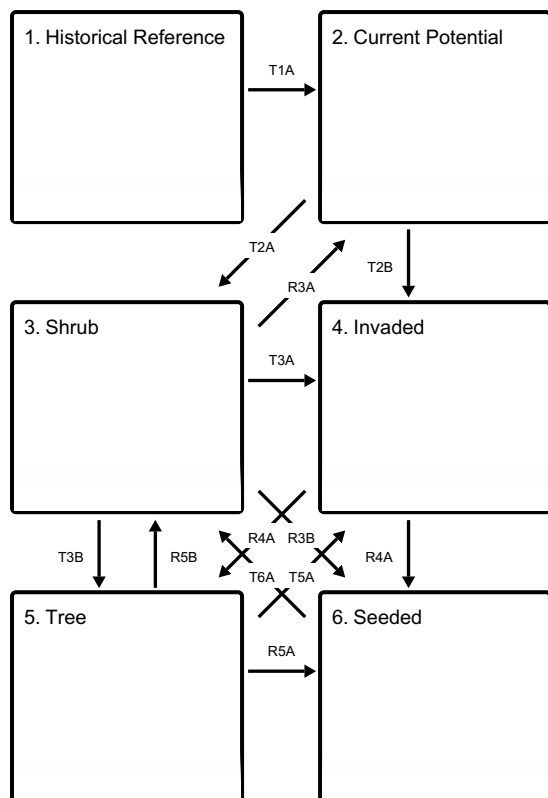 1. Historical Reference
2. Current Potential
T1A
T2A
R3A
T2B
3. Shrub
4. Invaded
T3A
R4A
R3B
T6A
T5A
T3B
R5B
R4A
5. Tree
6. Seeded
R5A